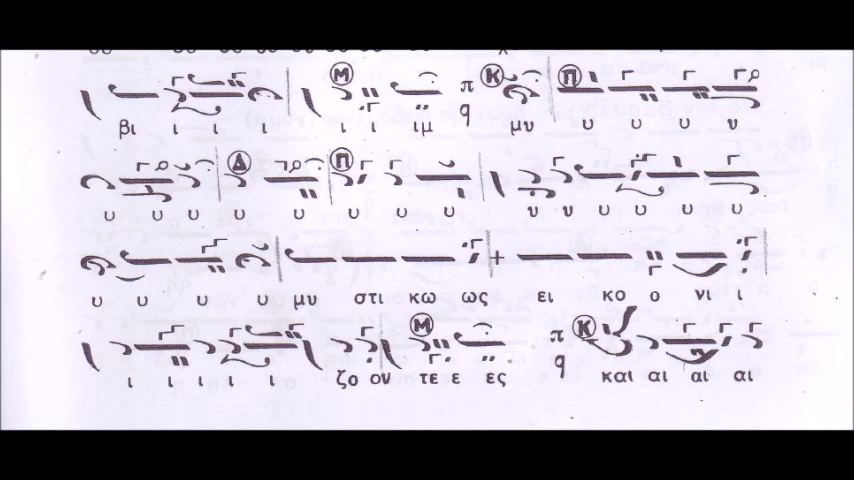 Μ Κ Π
βι ι ι ι ι ι ιμ π q μυ υ υ υ υ
Α Π
υ υ υ υ υ υ υ υ υ υ υ υ υ υ
υ υ υ υ μυ στι κω ως ει κο ο νι ι
Μ Κ
ι ι ι ι ι ζο ον τε ε ες π q και αι αι αι